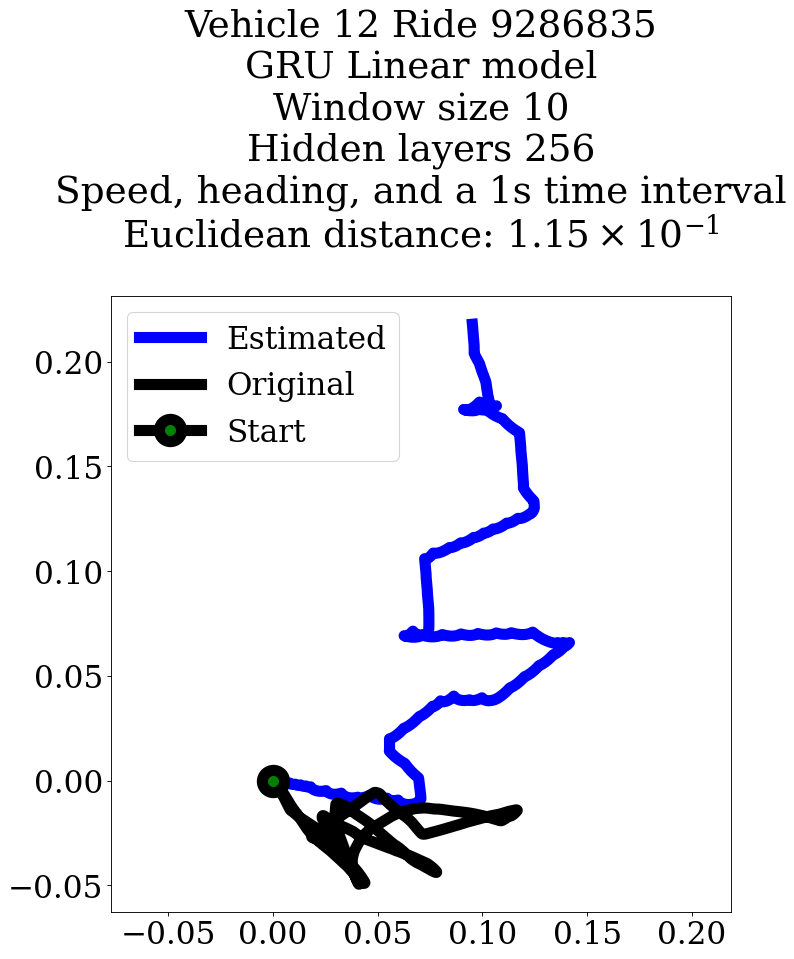 Vehicle 12 Ride 9286835
GRU Linear model
Window size 10
Hidden layers 256
Speed, heading, and a 1s time interval
Euclidean distance: 1.15 × 10⁻¹
Estimated
Original
Start
0.20
0.15
0.10
0.05
0.00
−0.05
−0.05 0.00 0.05 0.10 0.15 0.20